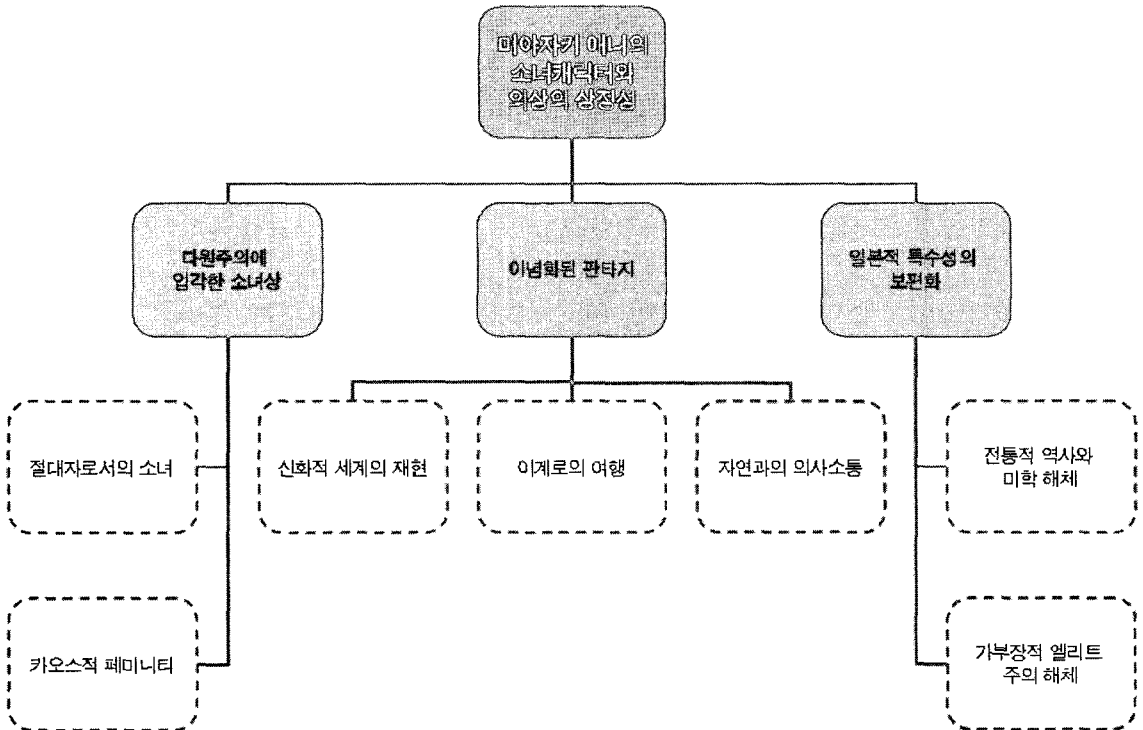 미야자키 애니의
소녀캐릭터와
의상의 상징성
다원주의에
입각한 소녀상
이념화된 판타지
일본적 특수성의
보편화
절대자로서의 소녀
신화적 세계의 재현
이계로의 여행
자연과의 의사소통
전통적 역사와
미학 해체
카오스적 페미니티
가부장적 엘리트
주의 해체